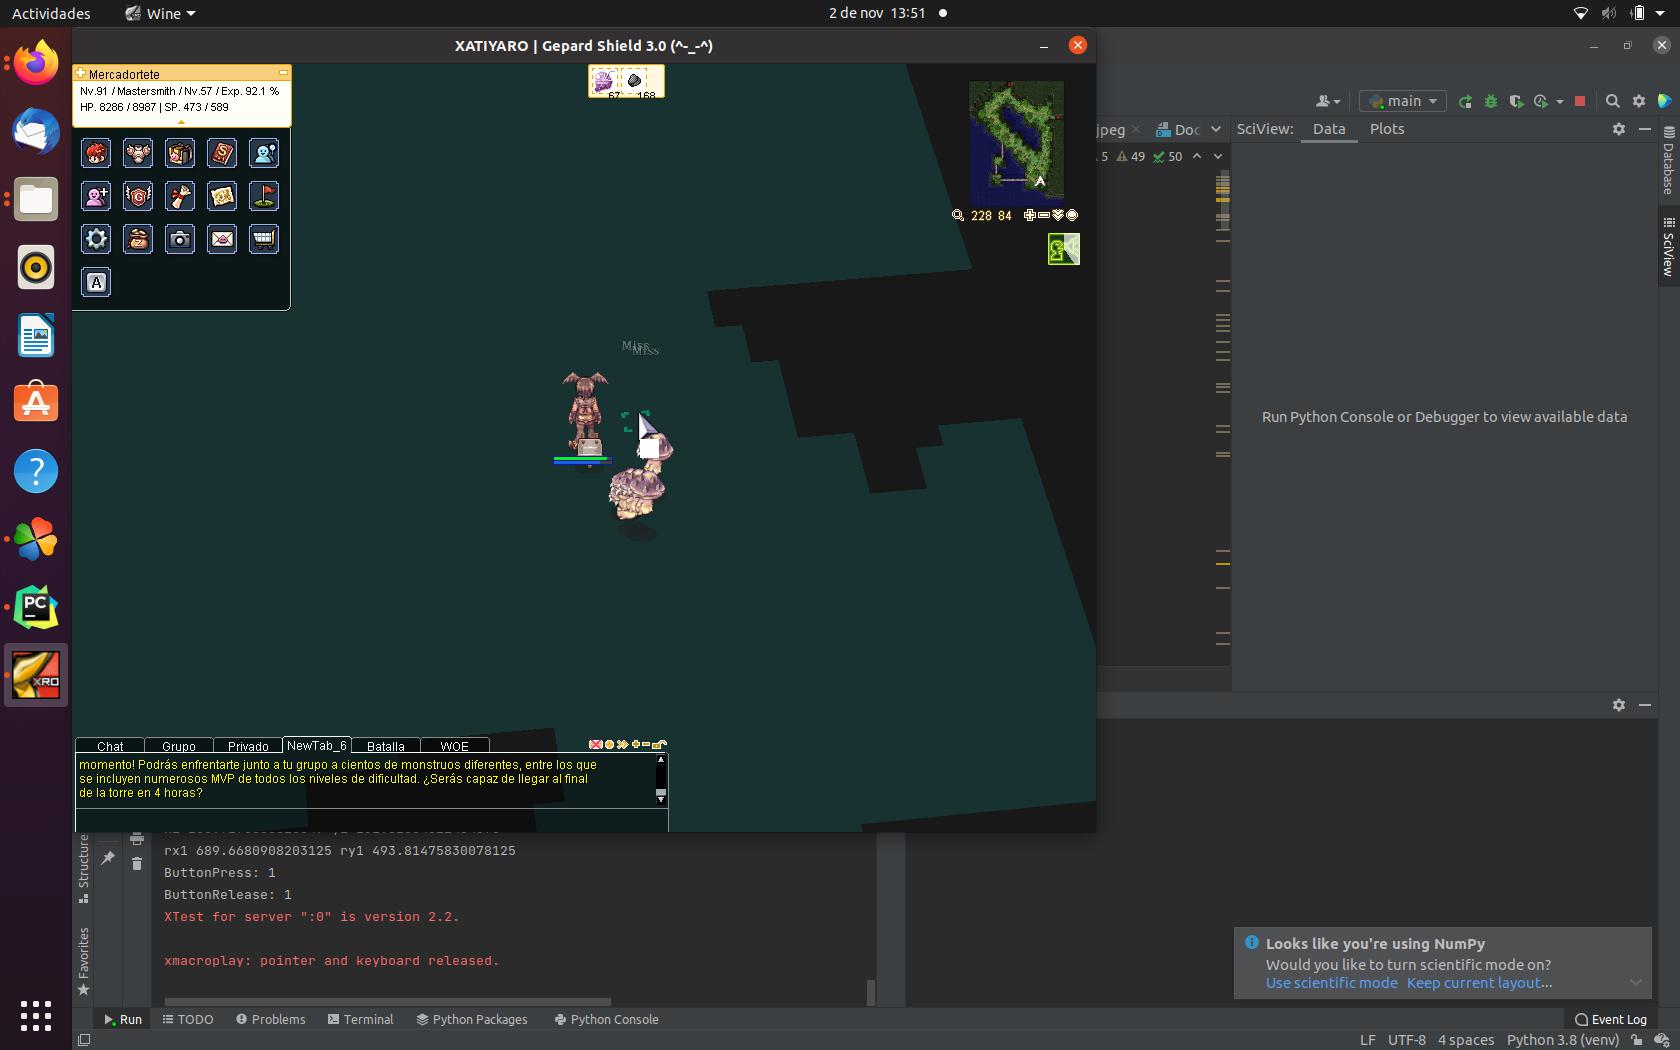 Actividades
Wine
2 de nov 13:51
XATIYARO | Gepard Shield 3.0 (^-_-^)
Mercadortete
Nv.91 / Mastersmith / Nv.57 / Exp. 92.1 %
HP. 8286 / 8987 | SP. 473 / 589
67
168
228 84
Miss
Miss
A
Chat
Grupo
Privado
NewTab_6
Batalla
WOE
momento! Podrás enfrentarte junto a tu grupo a cientos de monstruos diferentes, entre los que
se incluyen numerosos MVP de todos los niveles de dificultad. ¿Serás capaz de llegar al final
de la torre en 4 horas?
main
jpeg
Doc
SciView:
Data
Plots
5
49
50
Database
SciView
Run Python Console or Debugger to view available data
rx1 689.6680908203125 ry1 493.81475830078125
ButtonPress: 1
ButtonRelease: 1
XTest for server ":0" is version 2.2.
xmacroplay: pointer and keyboard released.
Structure
Favorites
Looks like you're using NumPy
Would you like to turn scientific mode on?
Use scientific mode Keep current layout...
Run
TODO
Problems
Terminal
Python Packages
Python Console
Event Log
LF UTF-8 4 spaces Python 3.8 (venv)
PC
XRO